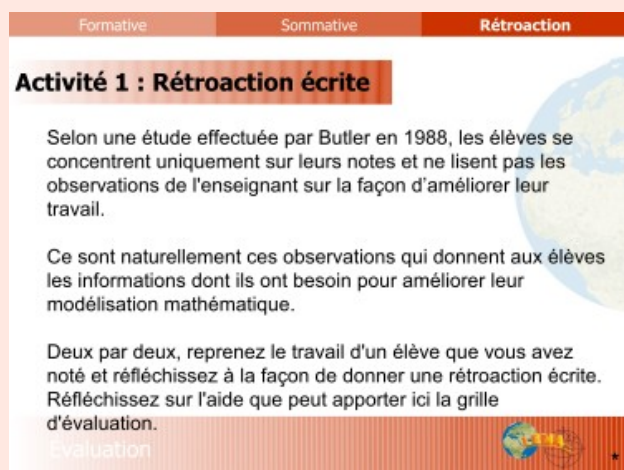 Formative Sommative Rétroaction
Activité 1 : Rétroaction écrite
Selon une étude effectuée par Butler en 1988, les élèves se
concentrent uniquement sur leurs notes et ne lisent pas les
observations de l'enseignant sur la façon d'améliorer leur
travail.
Ce sont naturellement ces observations qui donnent aux élèves
les informations dont ils ont besoin pour améliorer leur
modélisation mathématique.
Deux par deux, reprenez le travail d'un élève que vous avez
noté et réfléchissez à la façon de donner une rétroaction écrite.
Réfléchissez sur l'aide que peut apporter ici la grille
d'évaluation.
Evaluation
*